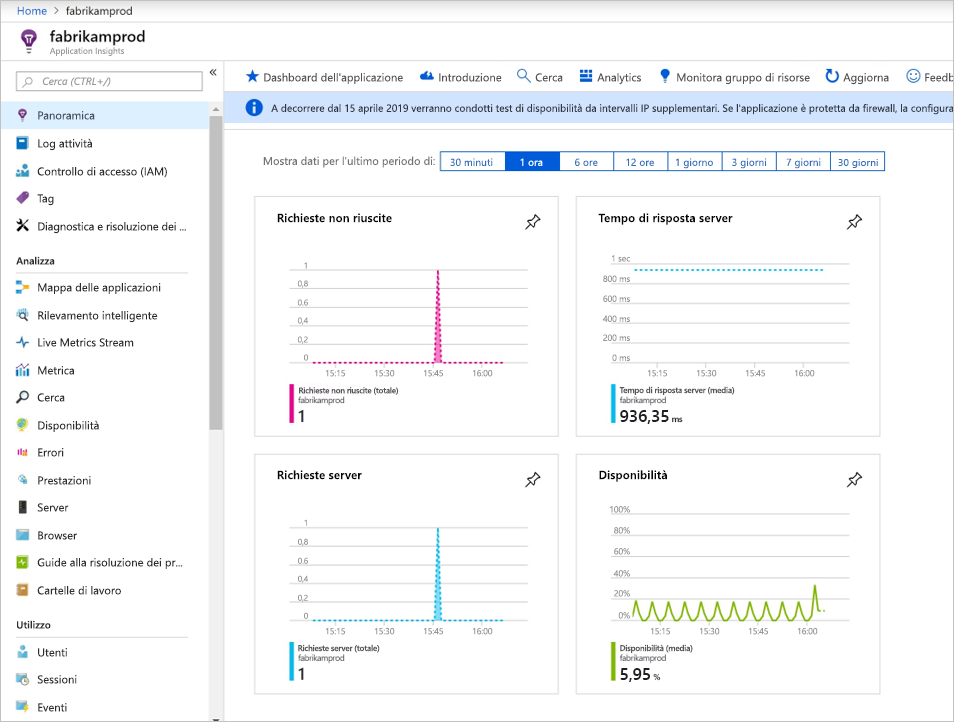 Home > fabrikamprod
fabrikamprod
Application Insights
Cerca (CTRL+/)
«
Panoramica
Log attività
Controllo di accesso (IAM)
Tag
Diagnostica e risoluzione dei ...
Analizza
Mappa delle applicazioni
Rilevamento intelligente
Live Metrics Stream
Metrica
Cerca
Disponibilità
Errori
Prestazioni
Server
Browser
Guide alla risoluzione dei pr...
Cartelle di lavoro
Utilizzo
Utenti
Sessioni
Eventi
Dashboard dell'applicazione Introduzione Cerca Analytics Monitora gruppo di risorse Aggiorna Feedb
A decorrere dal 15 aprile 2019 verranno condotti test di disponibilità da intervalli IP supplementari. Se l'applicazione è protetta da firewall, la configura
Mostra dati per l'ultimo periodo di: 30 minuti 1 ora 6 ore 12 ore 1 giorno 3 giorni 7 giorni 30 giorni
Richieste non riuscite
1
0,8
0.6
0,4
0,2
0
15:15 15:30 15:45 16:00
Richieste non riuscite (totale)
fabrikamprod
1
Tempo di risposta server
1 sec
800 ms
600 ms
400 ms
200 ms
0 ms
15:15 15:30 15:45 16:00
Tempo di risposta server (media)
fabrikamprod
936,35 ms
Richieste server
1
0,8
0.6
0,4
0,2
0
15:15 15:30 15:45 16:00
Richieste server (totale)
fabrikamprod
1
Disponibilità
100%
80%
60%
40%
20%
0%
15:15 15:30 15:45 16:00
Disponibilità (media)
fabrikamprod
5,95 %